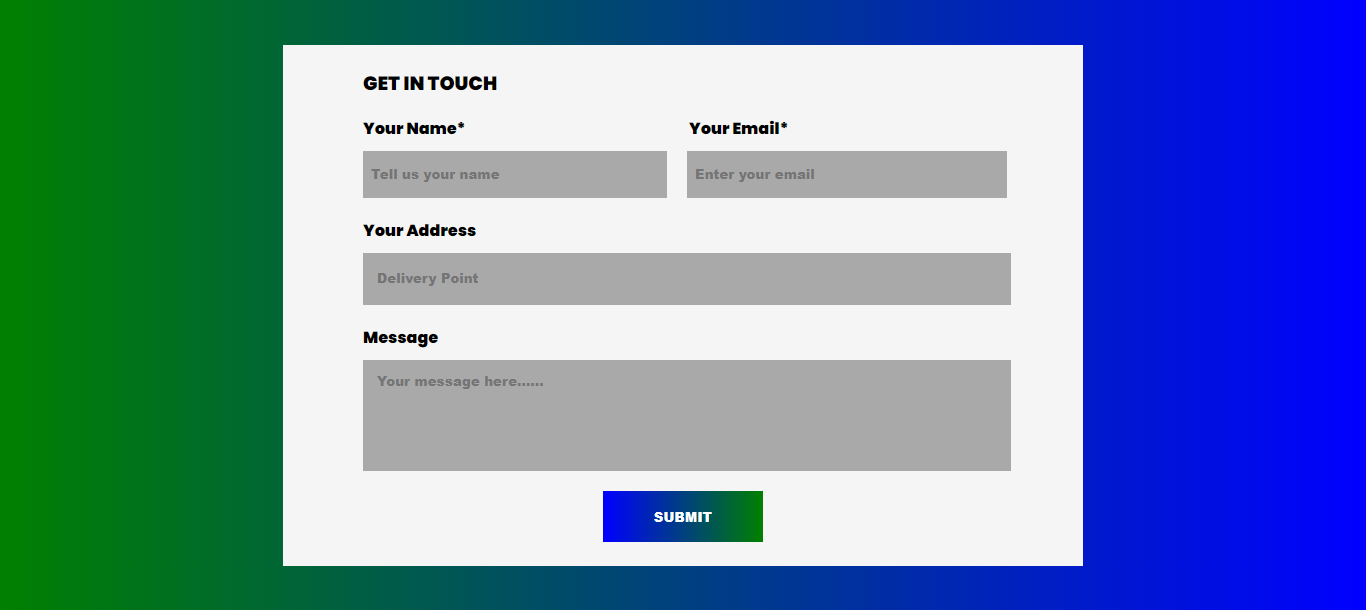 GET IN TOUCH
Your Name* Your Email*
Tell us your name Enter your email
Your Address
Delivery Point
Message
Your message here......
SUBMIT